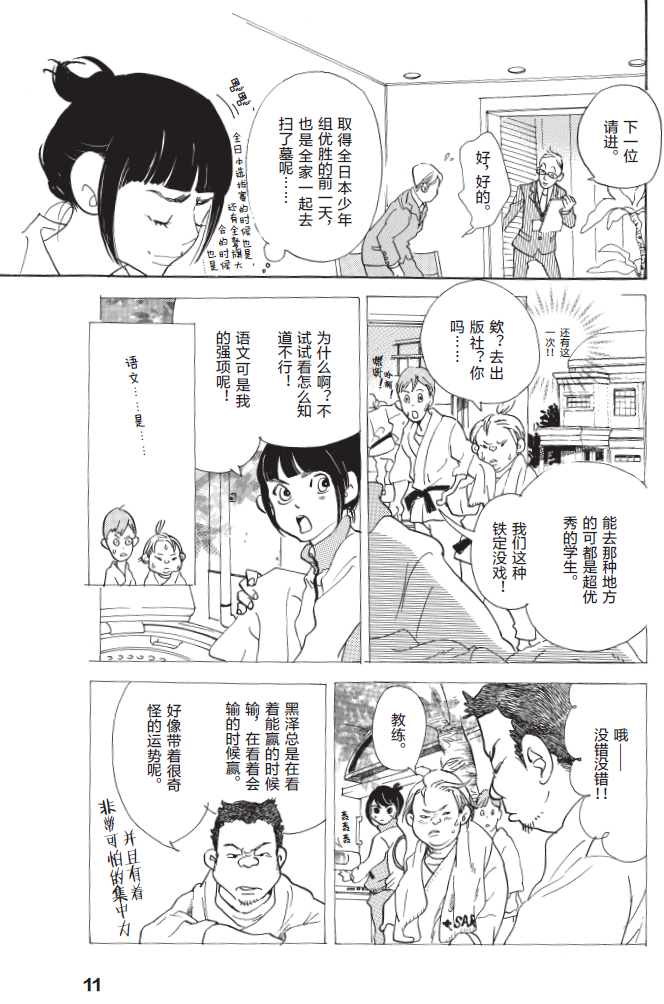 下一位
请进。
好，好的。
取得全日本少年
组优胜的前一天，
也是全家一起去
扫了墓呢……
嗯嗯
嗯嗯
全日本选拔赛的时候也是，
还有全警旗大
会的时候
也是……
还有这
一次!!
欸？去出
版社？你
吗……
能去那种地方
的可都是超优
秀的学生。
我们这种
铁定没戏！
为什么啊？不
试试看怎么知
道不行！
语文可是我
的强项呢！
语文……是……
哦——
没错没错!!
教练。
轰轰轰
SAR
黑泽总是在看
着能赢的时候
输，在看着会
输的时候赢。
好像带着很奇
怪的运势呢。
并且有着
非常可怕的集中力
11